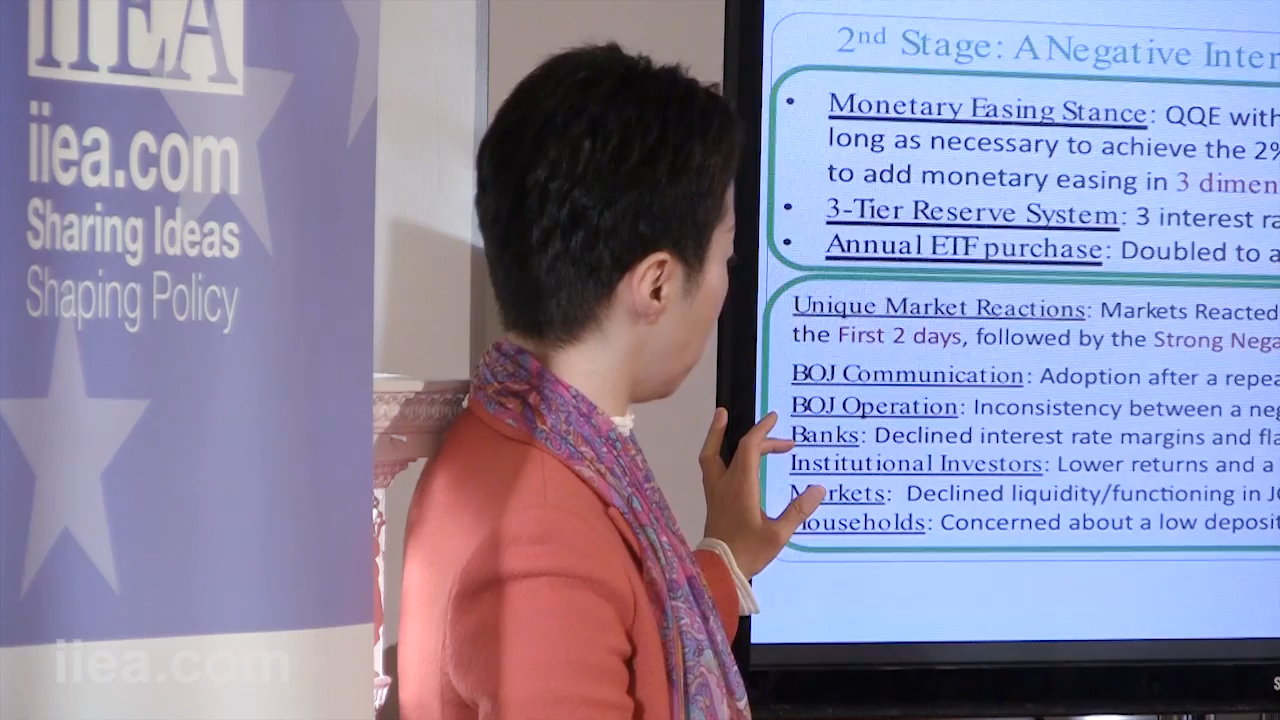 IIEA
iiea.com
Sharing Ideas
Shaping Policy
iiea.com
2nd Stage: A Negative Inter
• Monetary Easing Stance: QQE with
long as necessary to achieve the 2%
to add monetary easing in 3 dimen
• 3-Tier Reserve System: 3 interest ra
• Annual ETF purchase: Doubled to a
Unique Market Reactions: Markets Reacted
the First 2 days, followed by the Strong Nega
BOJ Communication: Adoption after a repea
BOJ Operation: Inconsistency between a neg
Banks: Declined interest rate margins and fla
Institutional Investors: Lower returns and a
Markets: Declined liquidity/functioning in JG
Households: Concerned about a low deposit
S